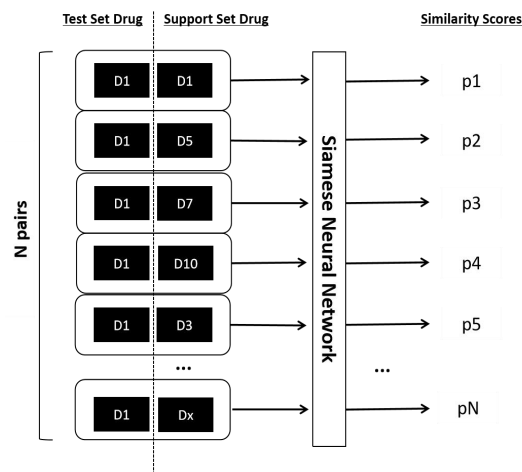 Test Set Drug Support Set Drug Similarity Scores
D1 D1 p1
D1 D5 p2
D1 D7 p3
D1 D10 p4
D1 D3 p5
... ...
D1 Dx pN
N pairs
Siamese Neural Network